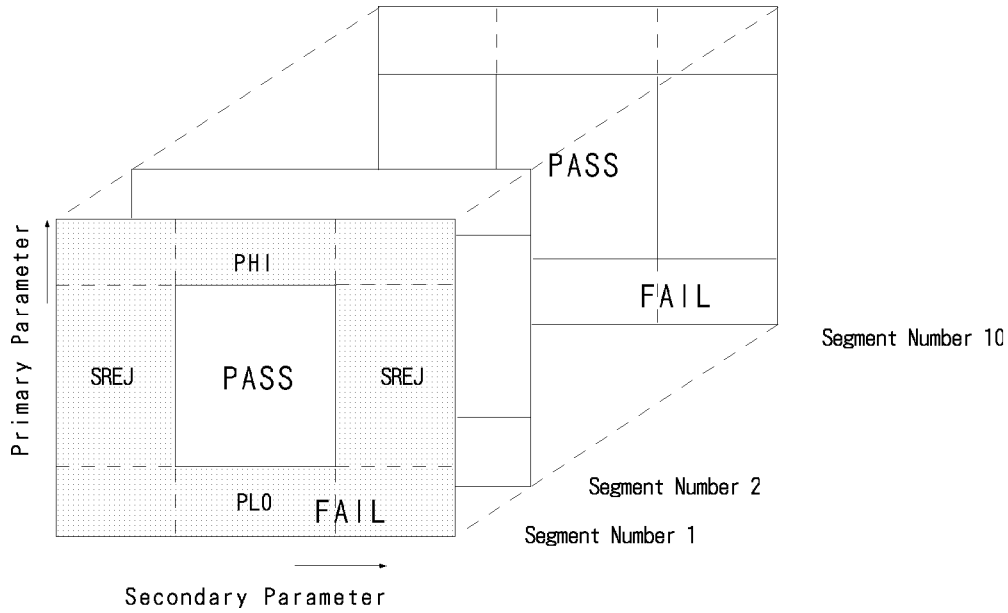 PASS
PHI
FAIL
Segment Number 10
SREJ
PASS
SREJ
Primary Parameter
PLO
FAIL
Segment Number 2
Segment Number 1
Secondary Parameter